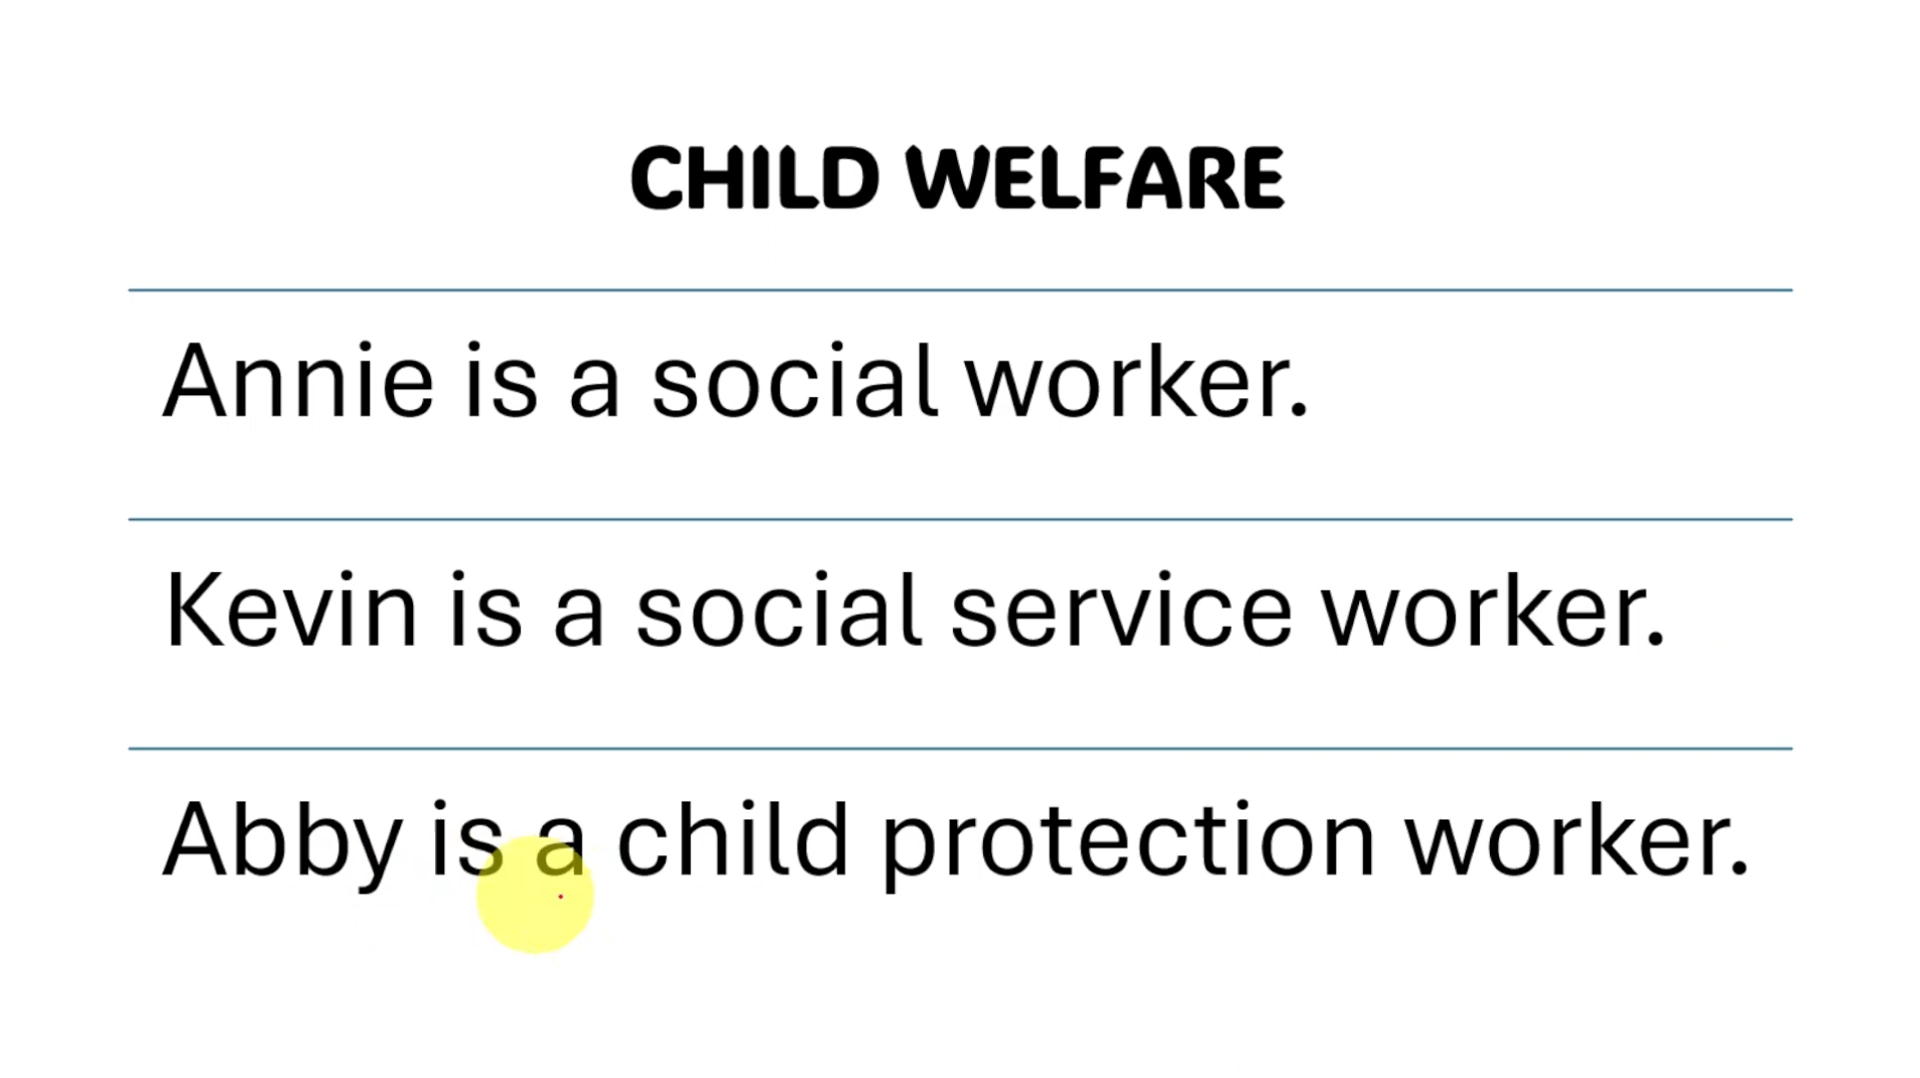 CHILD WELFARE
Annie is a social worker.
Kevin is a social service worker.
Abby is a child protection worker.